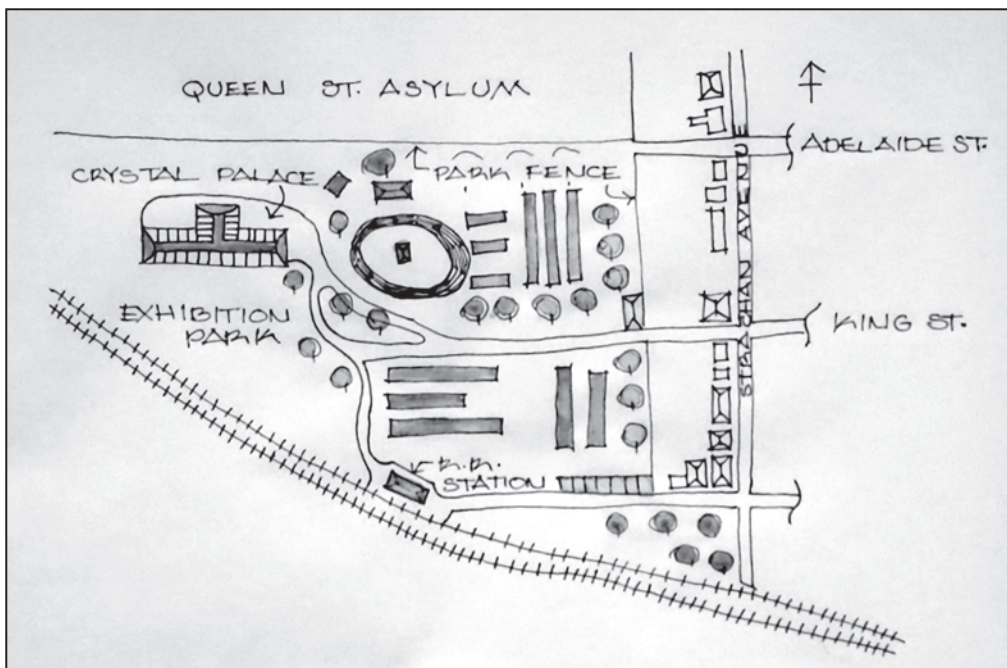 QUEEN ST. ASYLUM
ADELAIDE ST.
CRYSTAL PALACE
PARK FENCE
STRACHAN AVENUE
EXHIBITION
PARK
KING ST.
R.R.
STATION